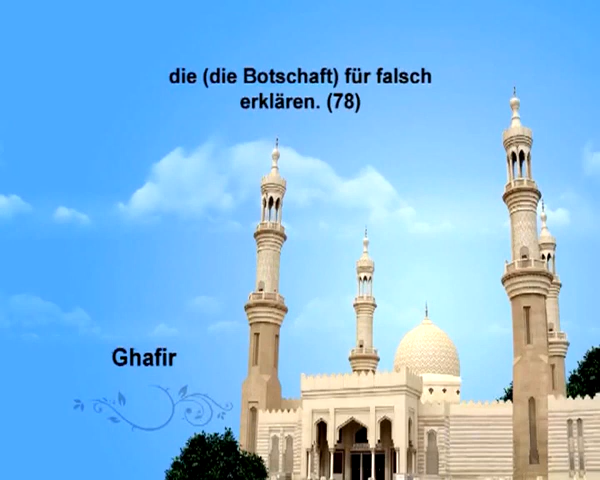 die (die Botschaft) für falsch
erklären. (78)
Ghafir